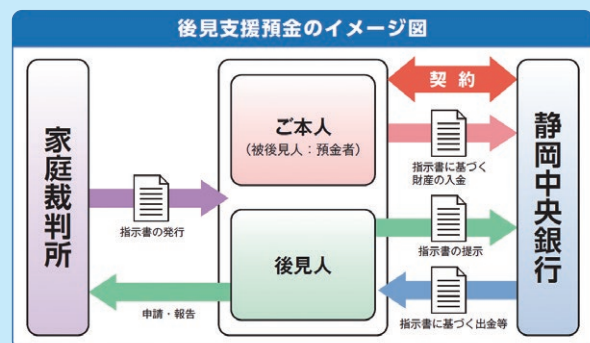 後見支援預金のイメージ図
家庭裁判所
指示書の発行
申請・報告
ご本人
(被後見人:預金者)
後見人
契約
指示書に基づく
財産の入金
指示書の提示
指示書に基づく出金等
静岡中央銀行